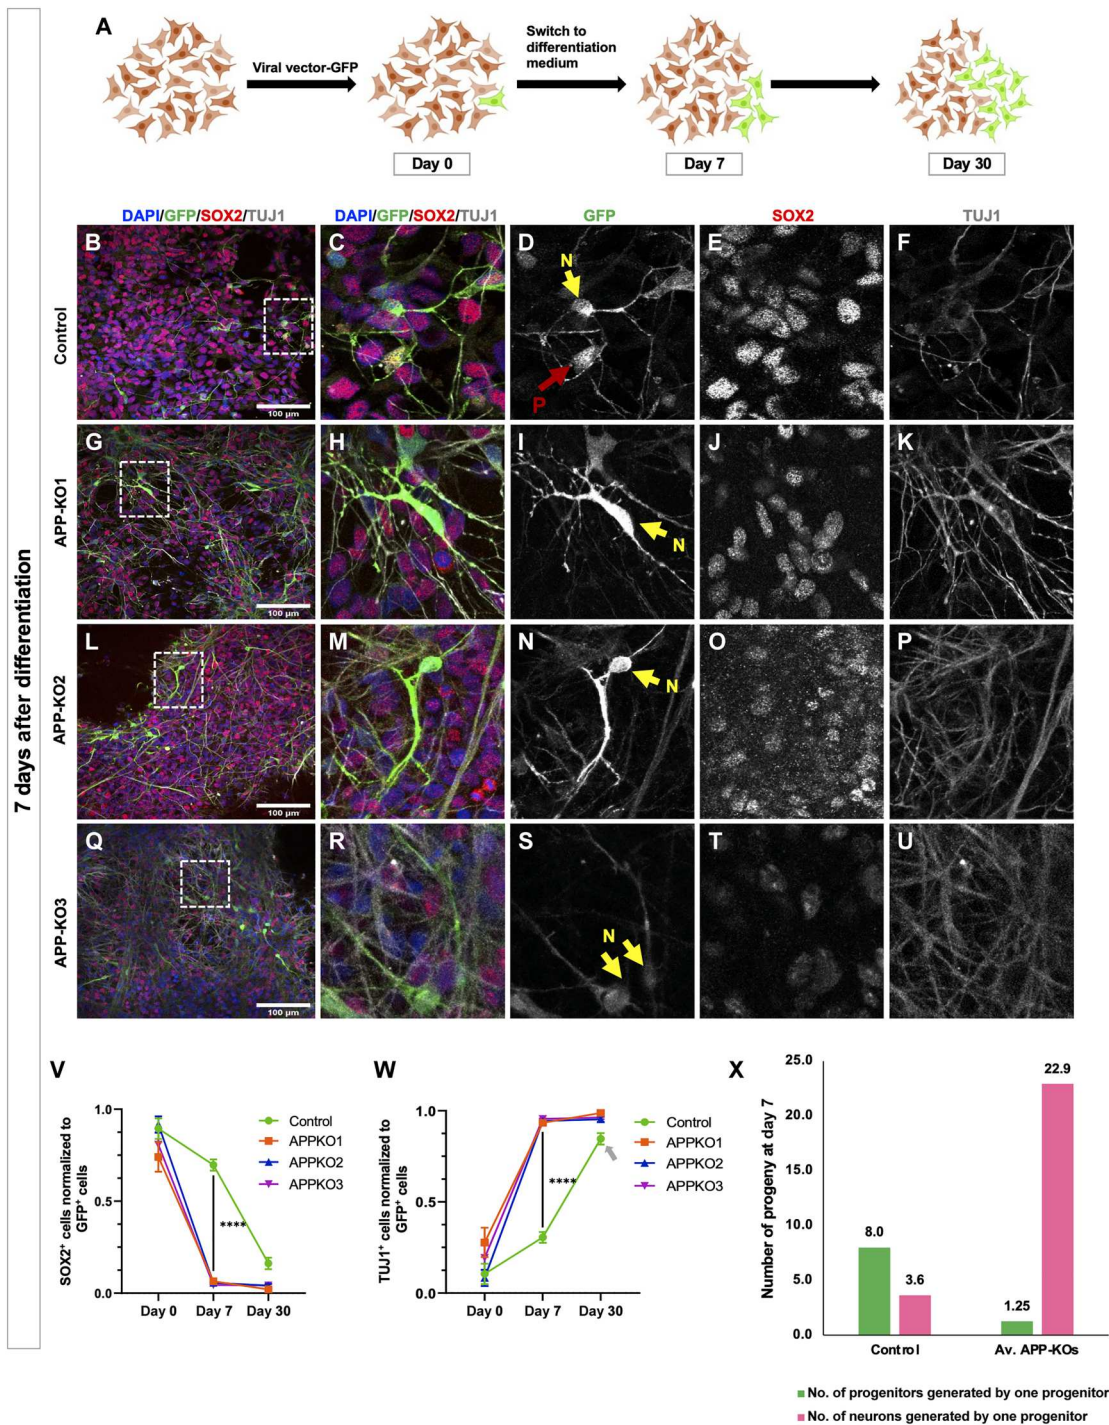 7 days after differentiation
A
Viral vector-GFP
Switch to
differentiation
medium
Day 0
Day 7
Day 30
DAPI/GFP/SOX2/TUJ1
DAPI/GFP/SOX2/TUJ1
GFP
SOX2
TUJ1
Control
B
100 µm
C
D
N
P
E
F
APP-KO1
G
100 µm
H
I
N
J
K
APP-KO2
L
100 µm
M
N
N
O
P
APP-KO3
Q
100 µm
R
S
N
T
U
V
SOX2⁺ cells normalized to
GFP⁺ cells
1.0
0.5
0.0
Day 0
Day 7
Day 30
****
Control
APPKO1
APPKO2
APPKO3
W
TUJ1⁺ cells normalized to
GFP⁺ cells
1.0
0.5
0.0
Day 0
Day 7
Day 30
****
Control
APPKO1
APPKO2
APPKO3
X
Number of progeny at day 7
25.0
20.0
15.0
10.0
5.0
0.0
8.0
3.6
1.25
22.9
Control
Av. APP-KOs
No. of progenitors generated by one progenitor
No. of neurons generated by one progenitor